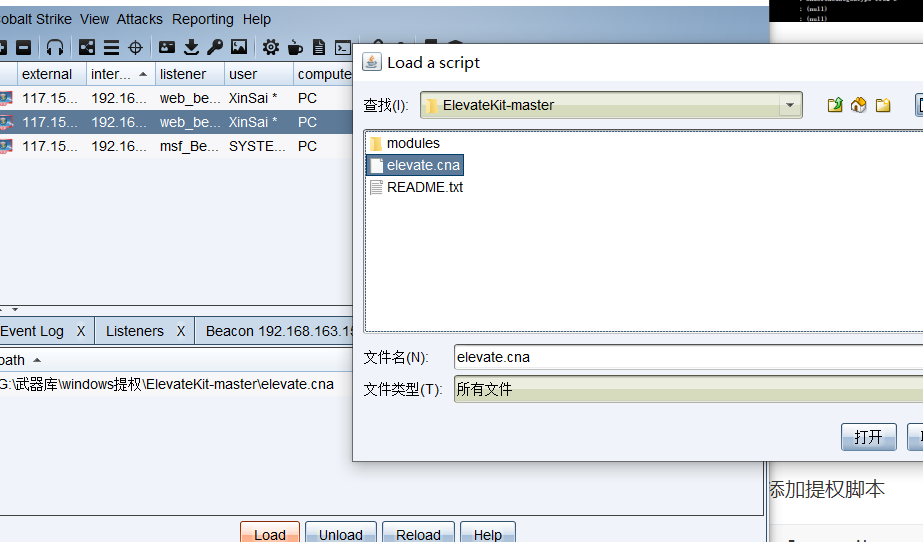 obalt Strike View Attacks Reporting Help
external inter... listener user compute
117.15... 192.16... web_be... XinSai * PC
117.15... 192.16... web_be... XinSai * PC
117.15... 192.16... msf_Be... SYSTE... PC
: (null)
: (null)
Load a script
查找(I): ElevateKit-master
modules
elevate.cna
README.txt
文件名(N): elevate.cna
文件类型(T): 所有文件
打开
Event Log X Listeners X Beacon 192.168.163.15
path
G:\武器库\windows提权\ElevateKit-master\elevate.cna
Load Unload Reload Help
添加提权脚本